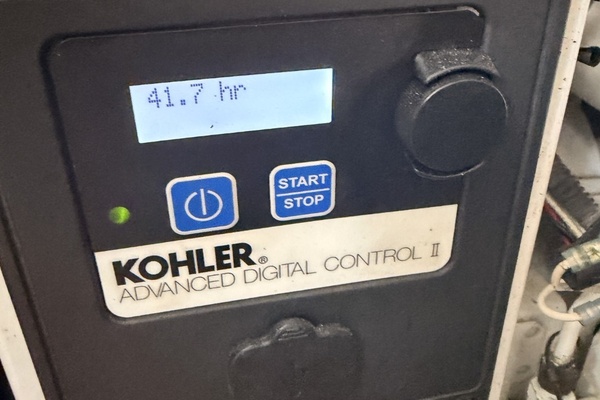 41.7 hr
START
STOP
KOHLER®
ADVANCED DIGITAL CONTROL II